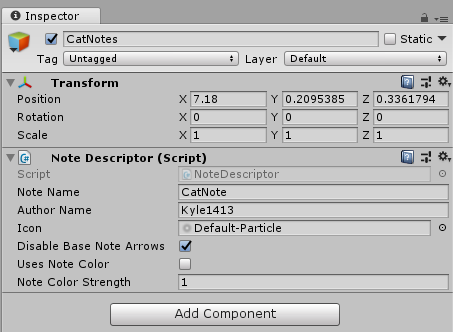 Inspector
CatNotes Static
Tag Untagged Layer Default
Transform
Position X 7.18 Y 0.2095385 Z 0.3361794
Rotation X 0 Y 0 Z 0
Scale X 1 Y 1 Z 1
Note Descriptor (Script)
Script NoteDescriptor
Note Name CatNote
Author Name Kyle1413
Icon Default-Particle
Disable Base Note Arrows
Uses Note Color
Note Color Strength 1
Add Component